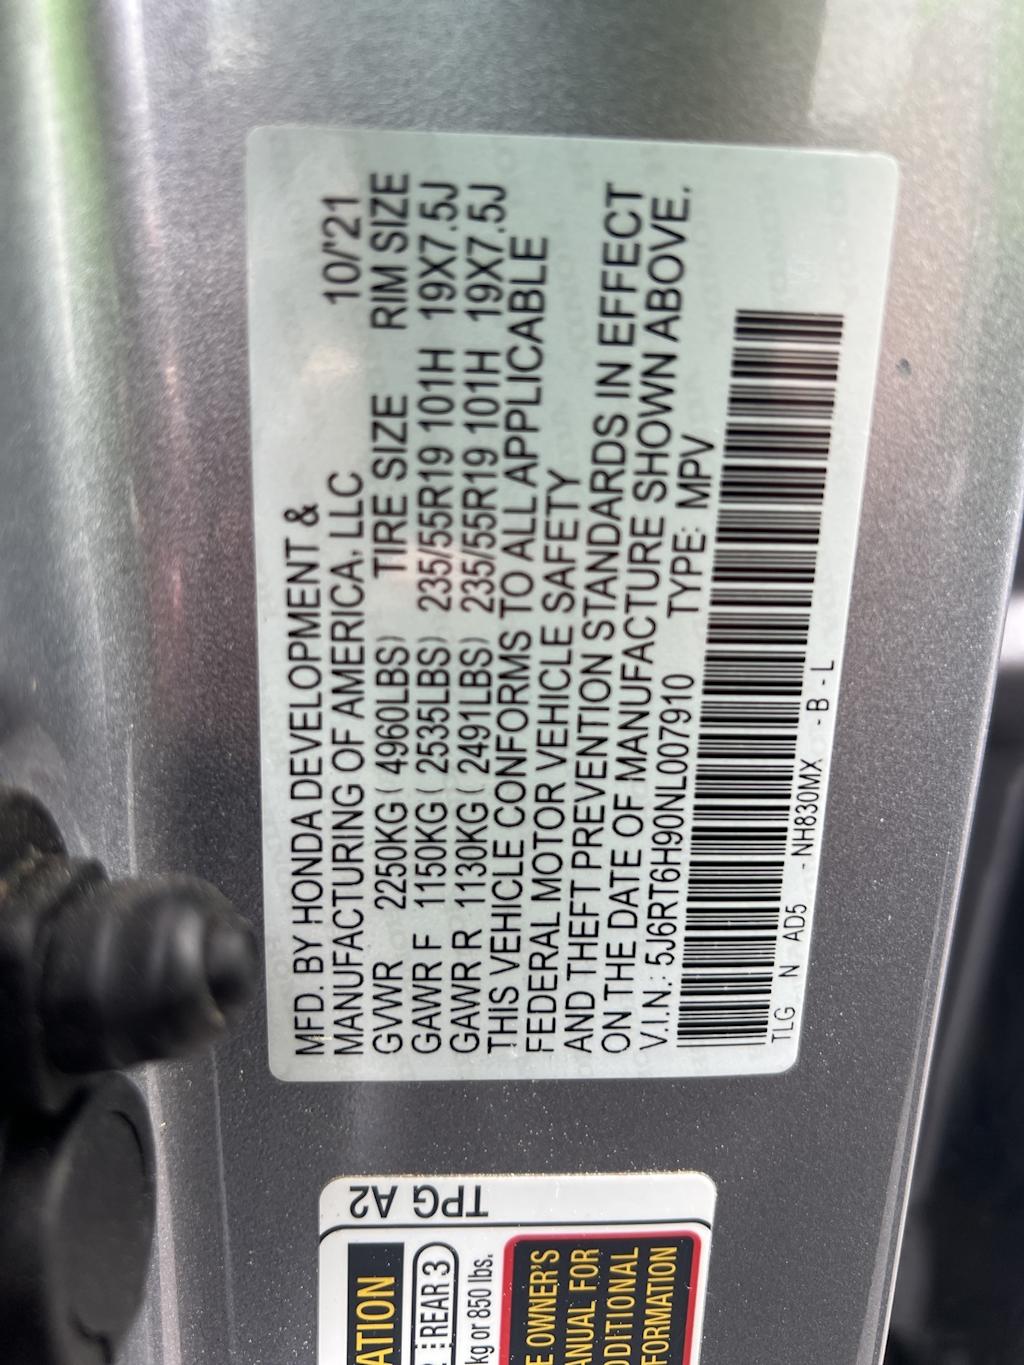 MFD. BY HONDA DEVELOPMENT &
MANUFACTURING OF AMERICA, LLC 10/'21
GVWR 2250KG ( 4960LBS) TIRE SIZE RIM SIZE
GAWR F 1150KG ( 2535LBS) 235/55R19 101H 19X7.5J
GAWR R 1130KG ( 2491LBS) 235/55R19 101H 19X7.5J
THIS VEHICLE CONFORMS TO ALL APPLICABLE
FEDERAL MOTOR VEHICLE SAFETY
AND THEFT PREVENTION STANDARDS IN EFFECT
ON THE DATE OF MANUFACTURE SHOWN ABOVE.
V.I.N.: 5J6RT6H90NL007910 TYPE: MPV
TLG N AD5 -NH830MX -B-L
TPG A2
ATION
REAR 3
kg or 850 lbs.
OWNER'S
ANUAL FOR
DDITIONAL
FORMATION